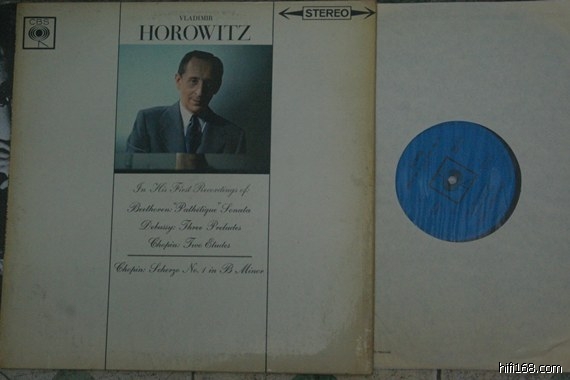 CBS
STEREO
VLADIMIR
HOROWITZ
In His First Recordings of:
Beethoven: "Pathétique" Sonata
Debussy: Three Preludes
Chopin: Two Etudes
Chopin: Scherzo No. 1 in B Minor
hifi168.com